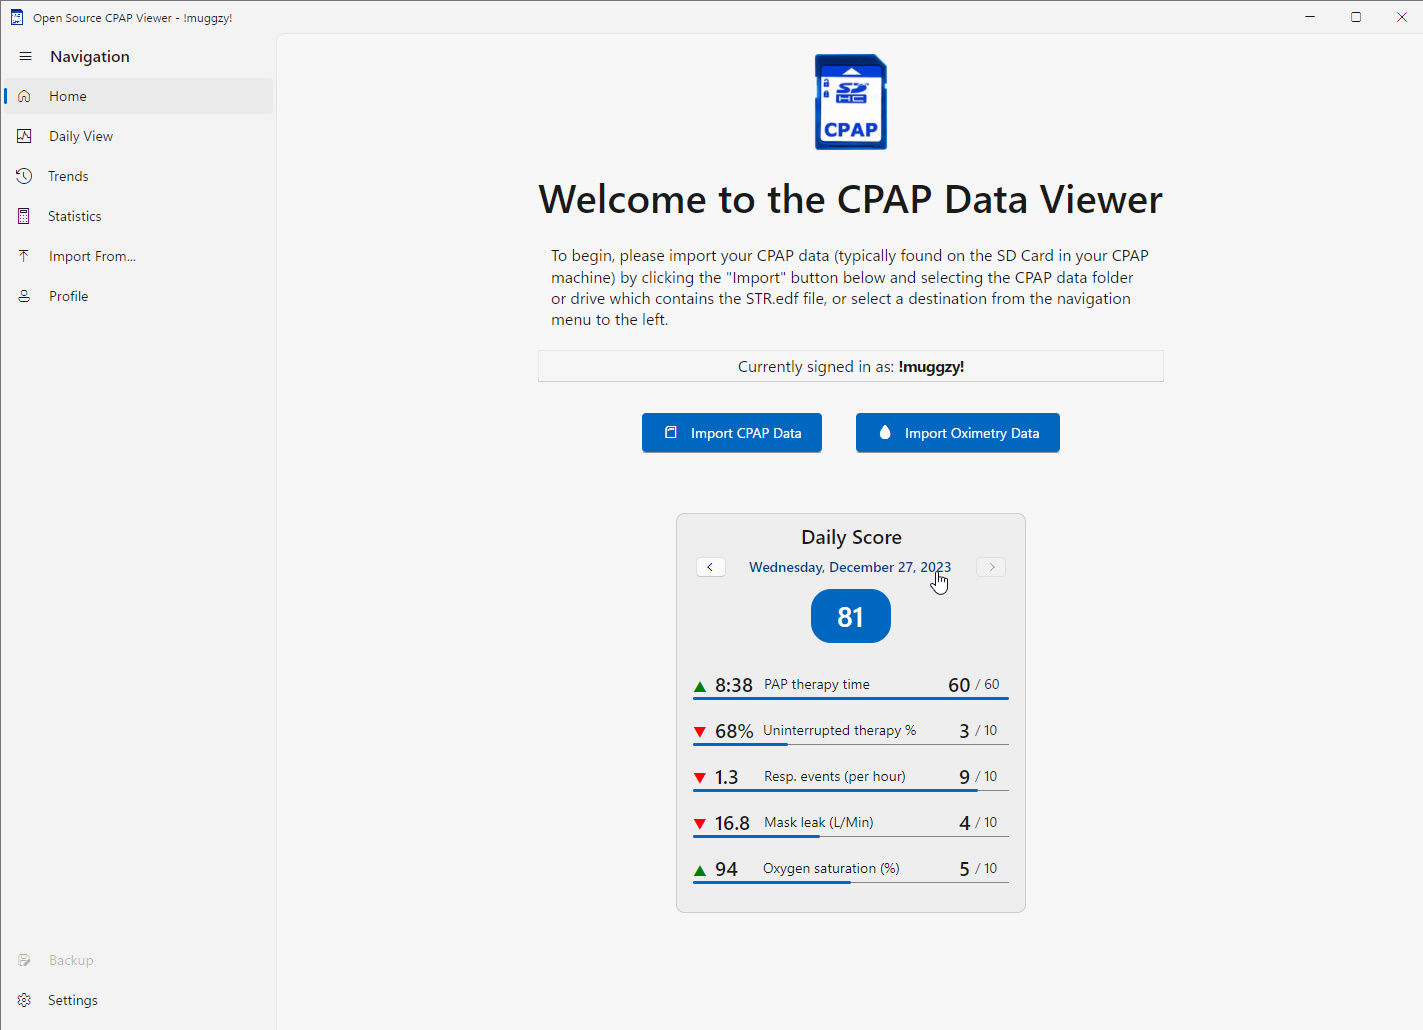 Open Source CPAP Viewer - !muggzy!
Navigation
Home
Daily View
Trends
Statistics
Import From...
Profile
Backup
Settings
SD
HC
CPAP
Welcome to the CPAP Data Viewer
To begin, please import your CPAP data (typically found on the SD Card in your CPAP
machine) by clicking the "Import" button below and selecting the CPAP data folder
or drive which contains the STR.edf file, or select a destination from the navigation
menu to the left.
Currently signed in as: !muggzy!
Import CPAP Data
Import Oximetry Data
Daily Score
Wednesday, December 27, 2023
81
8:38 PAP therapy time 60 / 60
68% Uninterrupted therapy % 3 / 10
1.3 Resp. events (per hour) 9 / 10
16.8 Mask leak (L/Min) 4 / 10
94 Oxygen saturation (%) 5 / 10